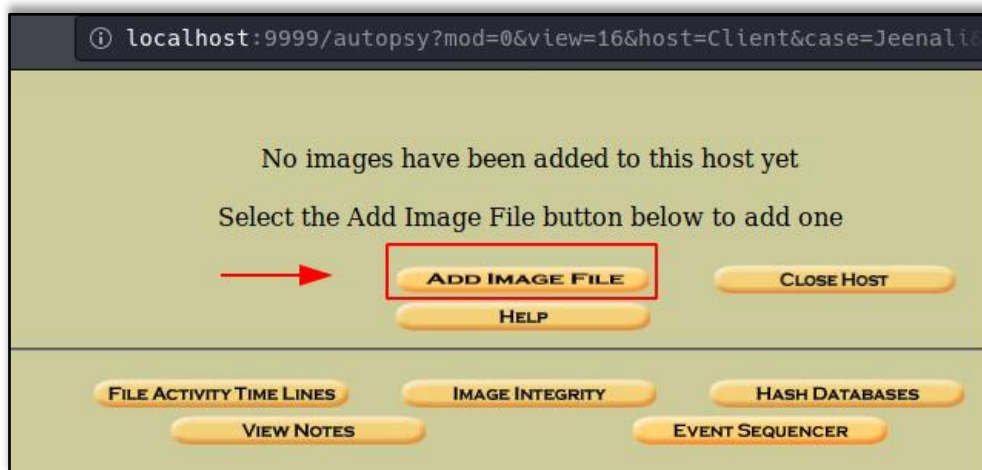 localhost:9999/autopsy?mod=0&view=16&host=Client&case=Jeenali
No images have been added to this host yet
Select the Add Image File button below to add one
ADD IMAGE FILE CLOSE HOST
HELP
FILE ACTIVITY TIME LINES IMAGE INTEGRITY HASH DATABASES
VIEW NOTES EVENT SEQUENCER